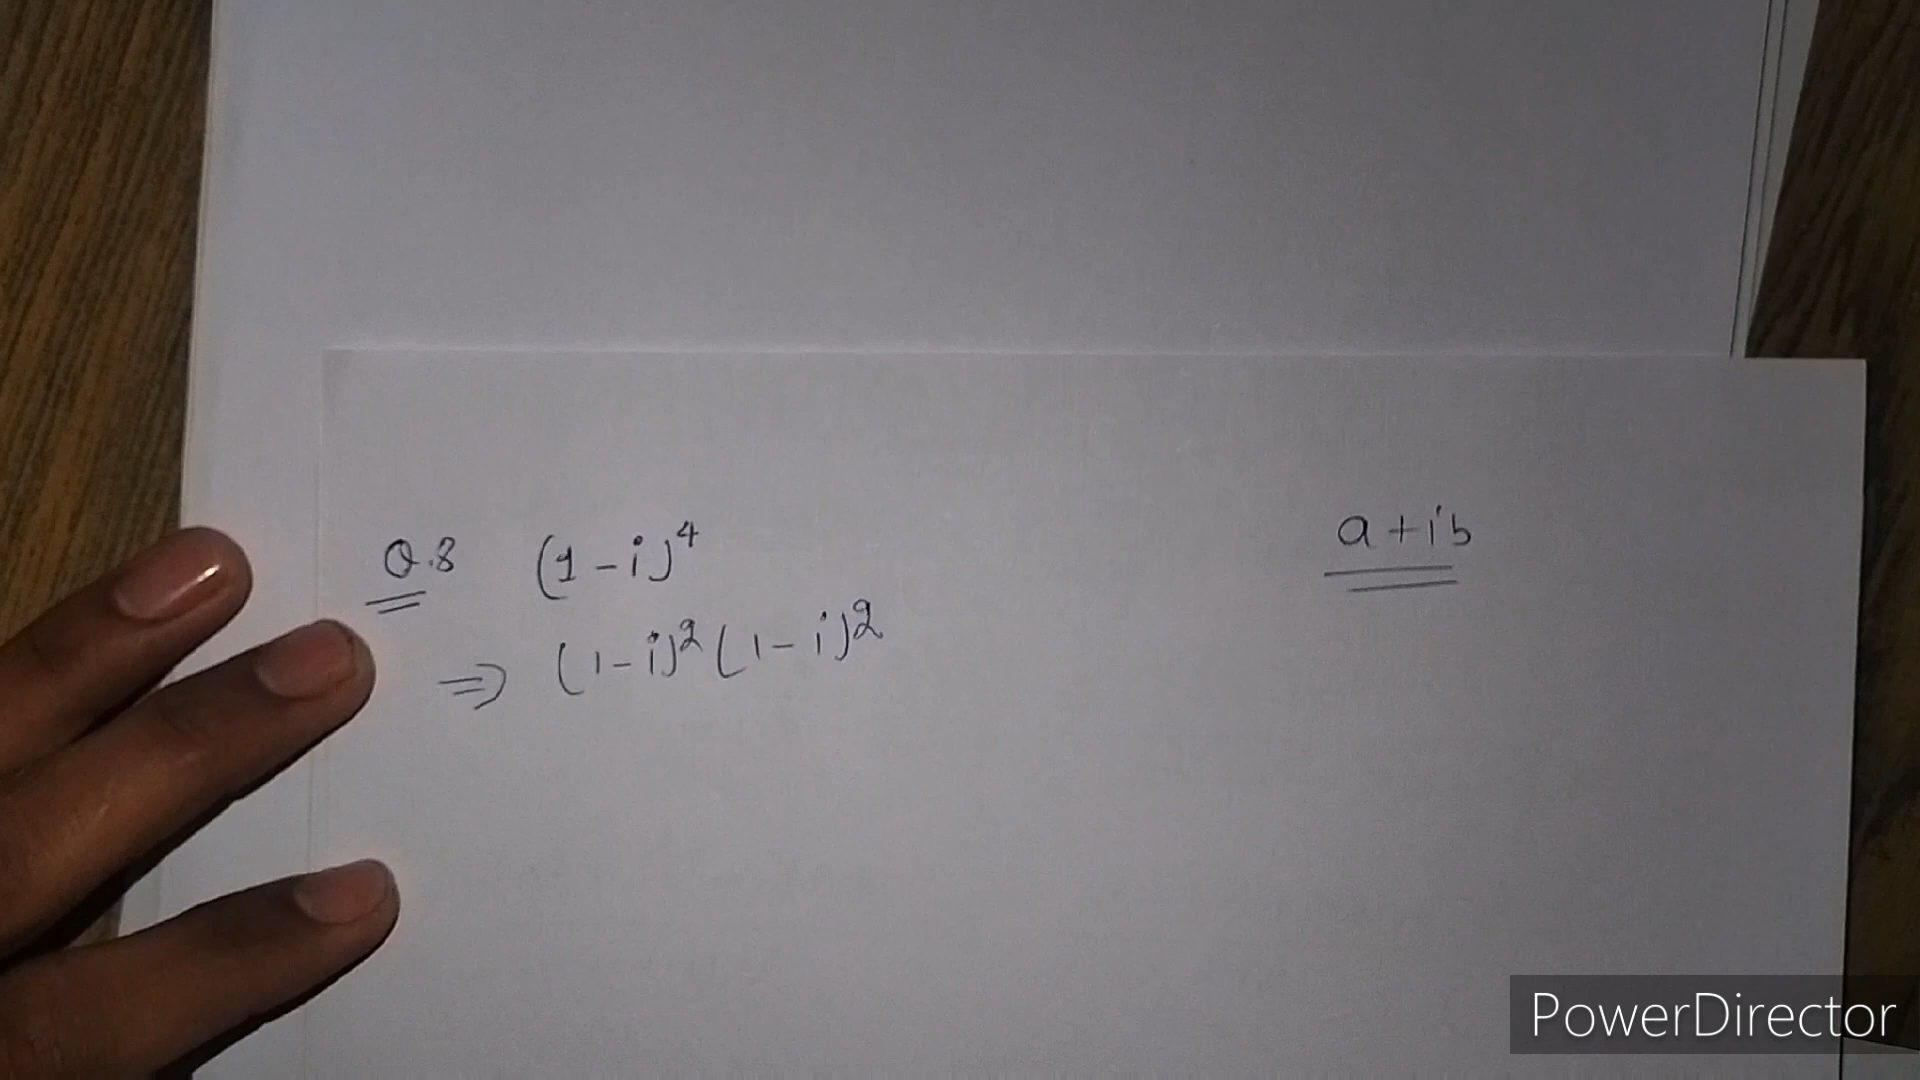 Q.8 (1-i)⁴ a+ib
⇒ (1-i)²(1-i)²
PowerDirector